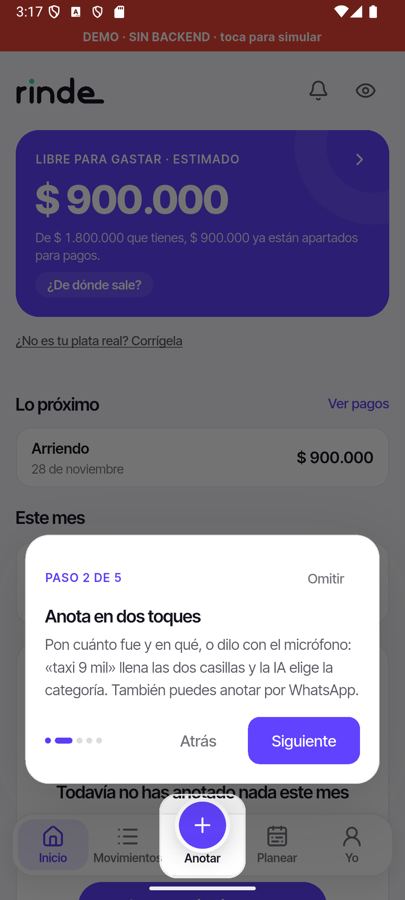 3:17
DEMO · SIN BACKEND · toca para simular
rinde
LIBRE PARA GASTAR · ESTIMADO
$ 900.000
De $ 1.800.000 que tienes, $ 900.000 ya están apartados
para pagos.
¿De dónde sale?
¿No es tu plata real? Corrígela
Lo próximo
Ver pagos
Arriendo
28 de noviembre
$ 900.000
Este mes
PASO 2 DE 5
Omitir
Anota en dos toques
Pon cuánto fue y en qué, o dilo con el micrófono:
«taxi 9 mil» llena las dos casillas y la IA elige la
categoría. También puedes anotar por WhatsApp.
Atrás
Siguiente
Todavía no has anotado nada este mes
Inicio
Movimientos
Anotar
Planear
Yo